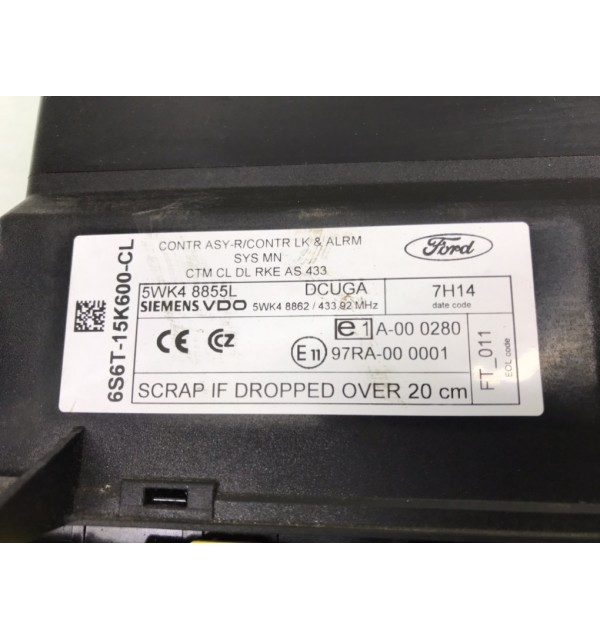 6S6T-15K600-CL
CONTR ASY-R/CONTR LK & ALRM
SYS MN
CTM CL DL RKE AS 433
Ford
5WK4 8855L DCUGA
SIEMENS VDO 5WK4 8862 / 433.92 MHz
7H14
date code
CE CZ
e1 A-00 0280
E11 97RA-00 0001
FT_011
EOL code
SCRAP IF DROPPED OVER 20 cm